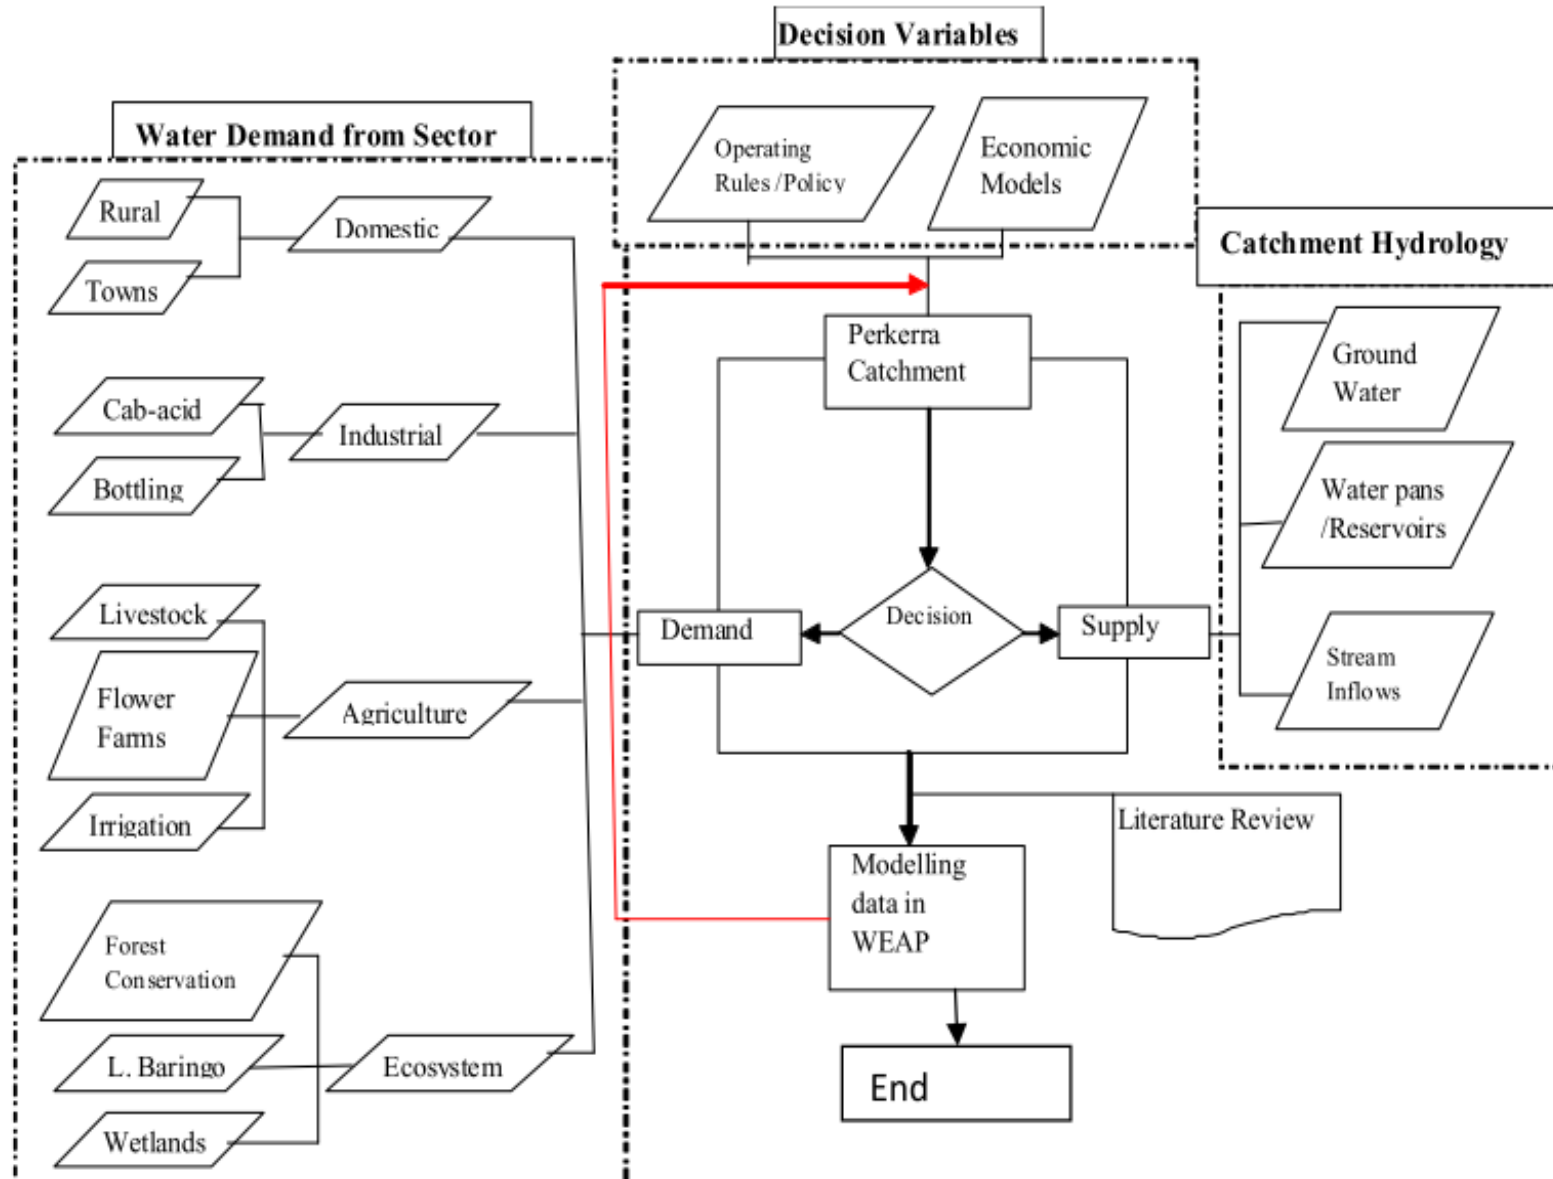 Decision Variables
Water Demand from Sector
Operating
Rules /Policy
Economic
Models
Catchment Hydrology
Rural
Domestic
Towns
Perkerra
Catchment
Ground
Water
Cab-acid
Industrial
Bottling
Water pans
/Reservoirs
Livestock
Flower
Farms
Agriculture
Irrigation
Demand
Decision
Supply
Stream
Inflows
Literature Review
Modelling
data in
WEAP
Forest
Conservation
L. Baringo
Ecosystem
Wetlands
End